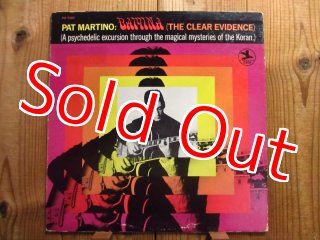 PAT MARTINO: BAIYINA (THE CLEAR EVIDENCE)
(A psychedelic excursion through the magical mysteries of the Koran.)
Sold Out